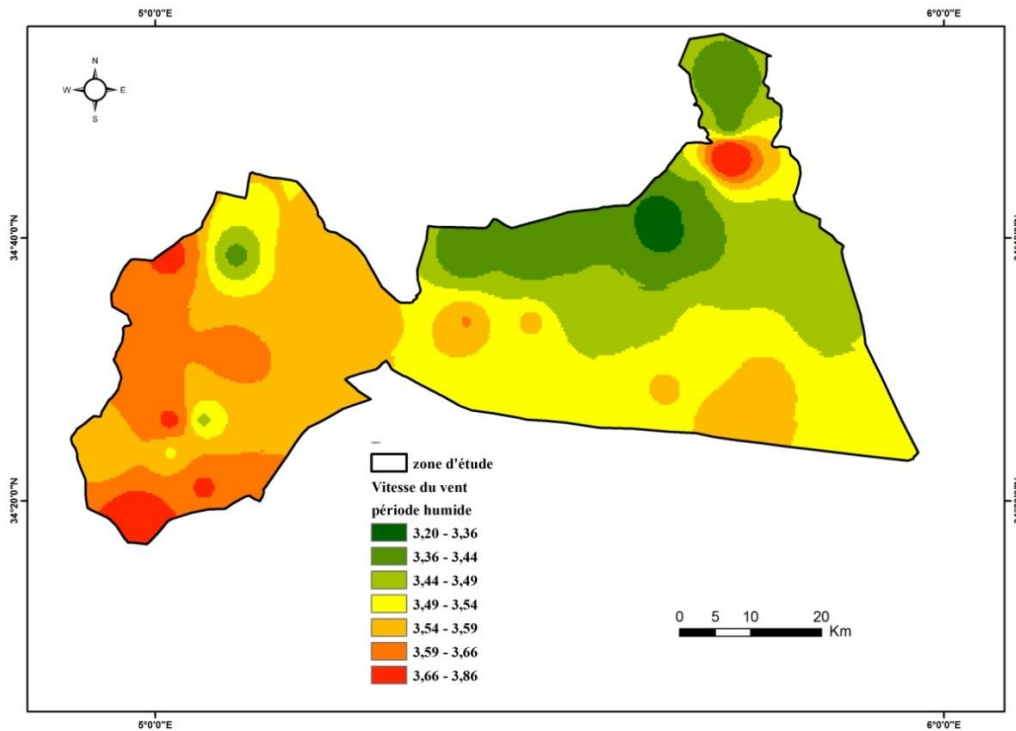 5°0'0"E
6°0'0"E
N
W
E
S
34°40'0"N
34°20'0"N
zone d'étude
Vitesse du vent
période humide
3,20 - 3,36
3,36 - 3,44
3,44 - 3,49
3,49 - 3,54
3,54 - 3,59
3,59 - 3,66
3,66 - 3,86
0 5 10 20
Km
5°0'0"E
6°0'0"E